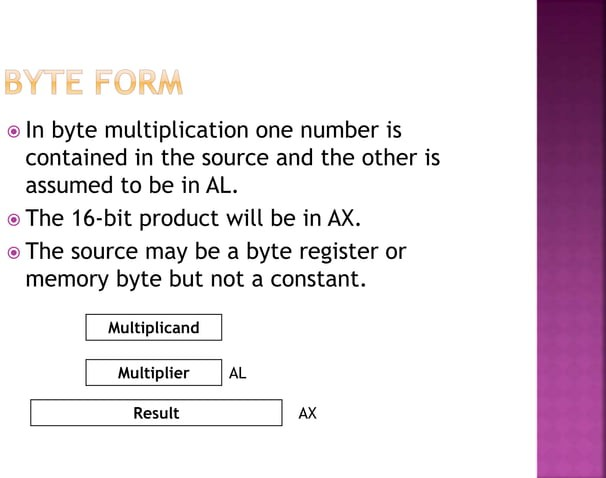 BYTE FORM
In byte multiplication one number is
contained in the source and the other is
assumed to be in AL.
The 16-bit product will be in AX.
The source may be a byte register or
memory byte but not a constant.
Multiplicand
Multiplier AL
Result AX